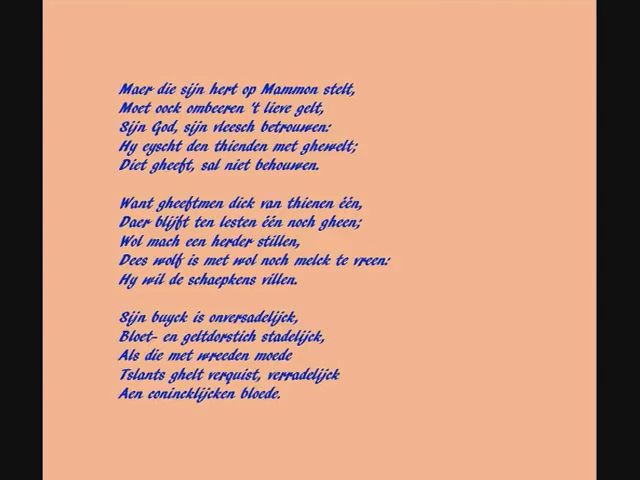 Maer die sijn hert op Mammon stelt,
Moet oock ombeeren 't lieve gelt,
Sijn God, sijn vleesch betrouwen:
Hy eyscht den thienden met ghewelt;
Diet gheeft, sal niet behouwen.
Want gheeftmen dick van thienen één,
Daer blijft ten lesten één noch gheen;
Wol mach een herder stillen,
Dees wolf is met wol noch melck te vreen:
Hy wil de schaepkens villen.
Sijn buyck is onversadelijck,
Bloet- en geltdorstich stadelijck,
Als die met wreeden moede
Tslants ghelt verquist, verradelijck
Aen conincklijcken bloede.